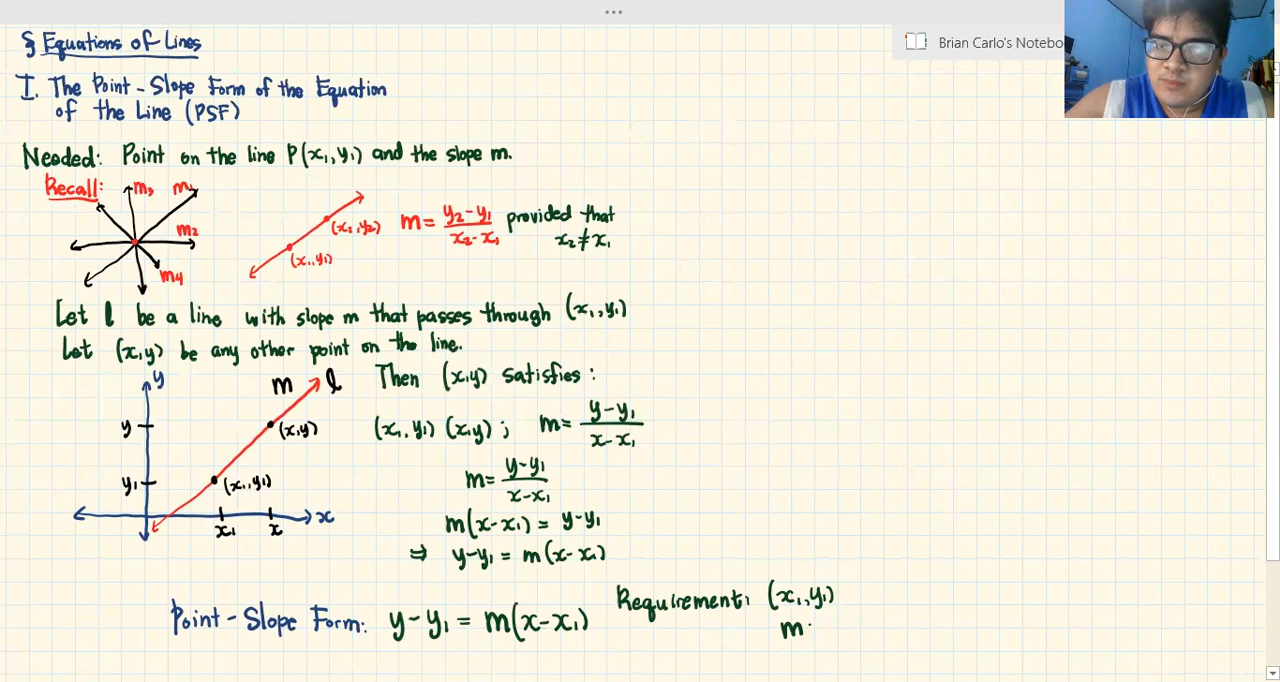 § Equations of Lines
Brian Carlo's Notebo
I. The Point-Slope Form of the Equation
of the Line (PSF)
Needed: Point on the line P(x₁,y₁) and the slope m.
Recall:
m₃
m₁
m₂
m₄
(x₂,y₂)
(x₁,y₁)
m = y₂-y₁ / x₂-x₁ provided that
x₂≠x₁
Let l be a line with slope m that passes through (x₁,y₁)
Let (x,y) be any other point on the line.
y
m l
y
(x,y)
y₁
(x₁,y₁)
x
x₁ x
Then (x,y) satisfies:
(x₁,y₁) (x,y); m = y-y₁ / x-x₁
m = y-y₁ / x-x₁
m(x-x₁) = y-y₁
⇒ y-y₁ = m(x-x₁)
Point-Slope Form: y-y₁ = m(x-x₁)
Requirement: (x₁,y₁)
m